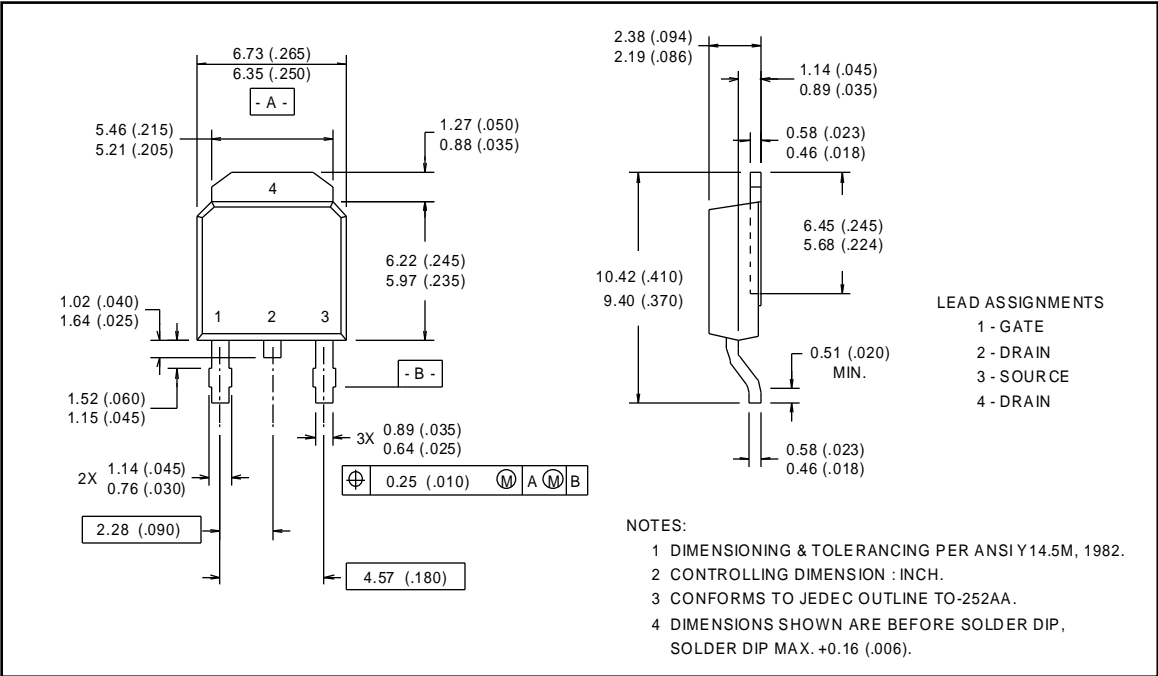 6.73 (.265)
6.35 (.250)
- A -
5.46 (.215)
5.21 (.205)
1.27 (.050)
0.88 (.035)
4
6.22 (.245)
5.97 (.235)
1.02 (.040)
1.64 (.025)
1 2 3
- B -
1.52 (.060)
1.15 (.045)
3X 0.89 (.035)
0.64 (.025)
2X 1.14 (.045)
0.76 (.030)
⌖ 0.25 (.010) Ⓜ A Ⓜ B
2.28 (.090)
4.57 (.180)
2.38 (.094)
2.19 (.086)
1.14 (.045)
0.89 (.035)
0.58 (.023)
0.46 (.018)
6.45 (.245)
5.68 (.224)
10.42 (.410)
9.40 (.370)
0.51 (.020)
MIN.
0.58 (.023)
0.46 (.018)
LEAD ASSIGNMENTS
1 - GATE
2 - DRAIN
3 - SOURCE
4 - DRAIN
NOTES:
1 DIMENSIONING & TOLERANCING PER ANSI Y14.5M, 1982.
2 CONTROLLING DIMENSION : INCH.
3 CONFORMS TO JEDEC OUTLINE TO-252AA.
4 DIMENSIONS SHOWN ARE BEFORE SOLDER DIP,
SOLDER DIP MAX. +0.16 (.006).